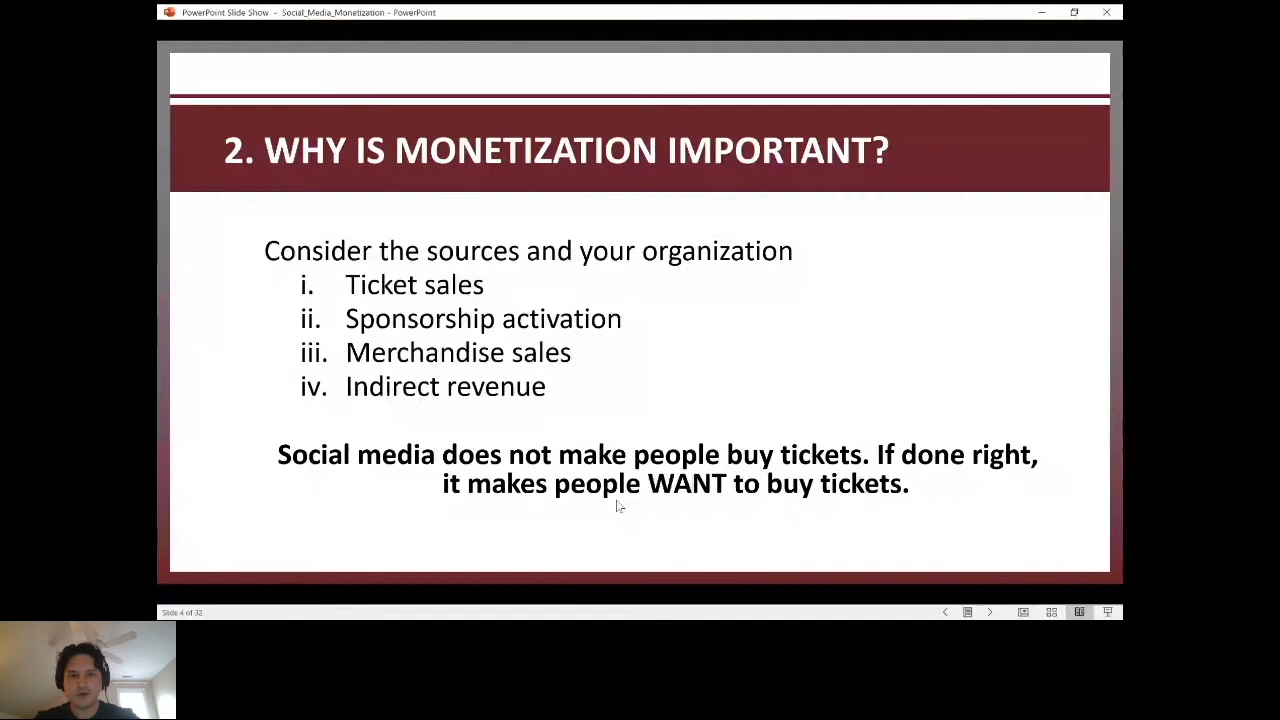 PowerPoint Slide Show - Social_Media_Monetization - PowerPoint
2. WHY IS MONETIZATION IMPORTANT?
Consider the sources and your organization
i. Ticket sales
ii. Sponsorship activation
iii. Merchandise sales
iv. Indirect revenue
Social media does not make people buy tickets. If done right,
it makes people WANT to buy tickets.
Slide 4 of 32